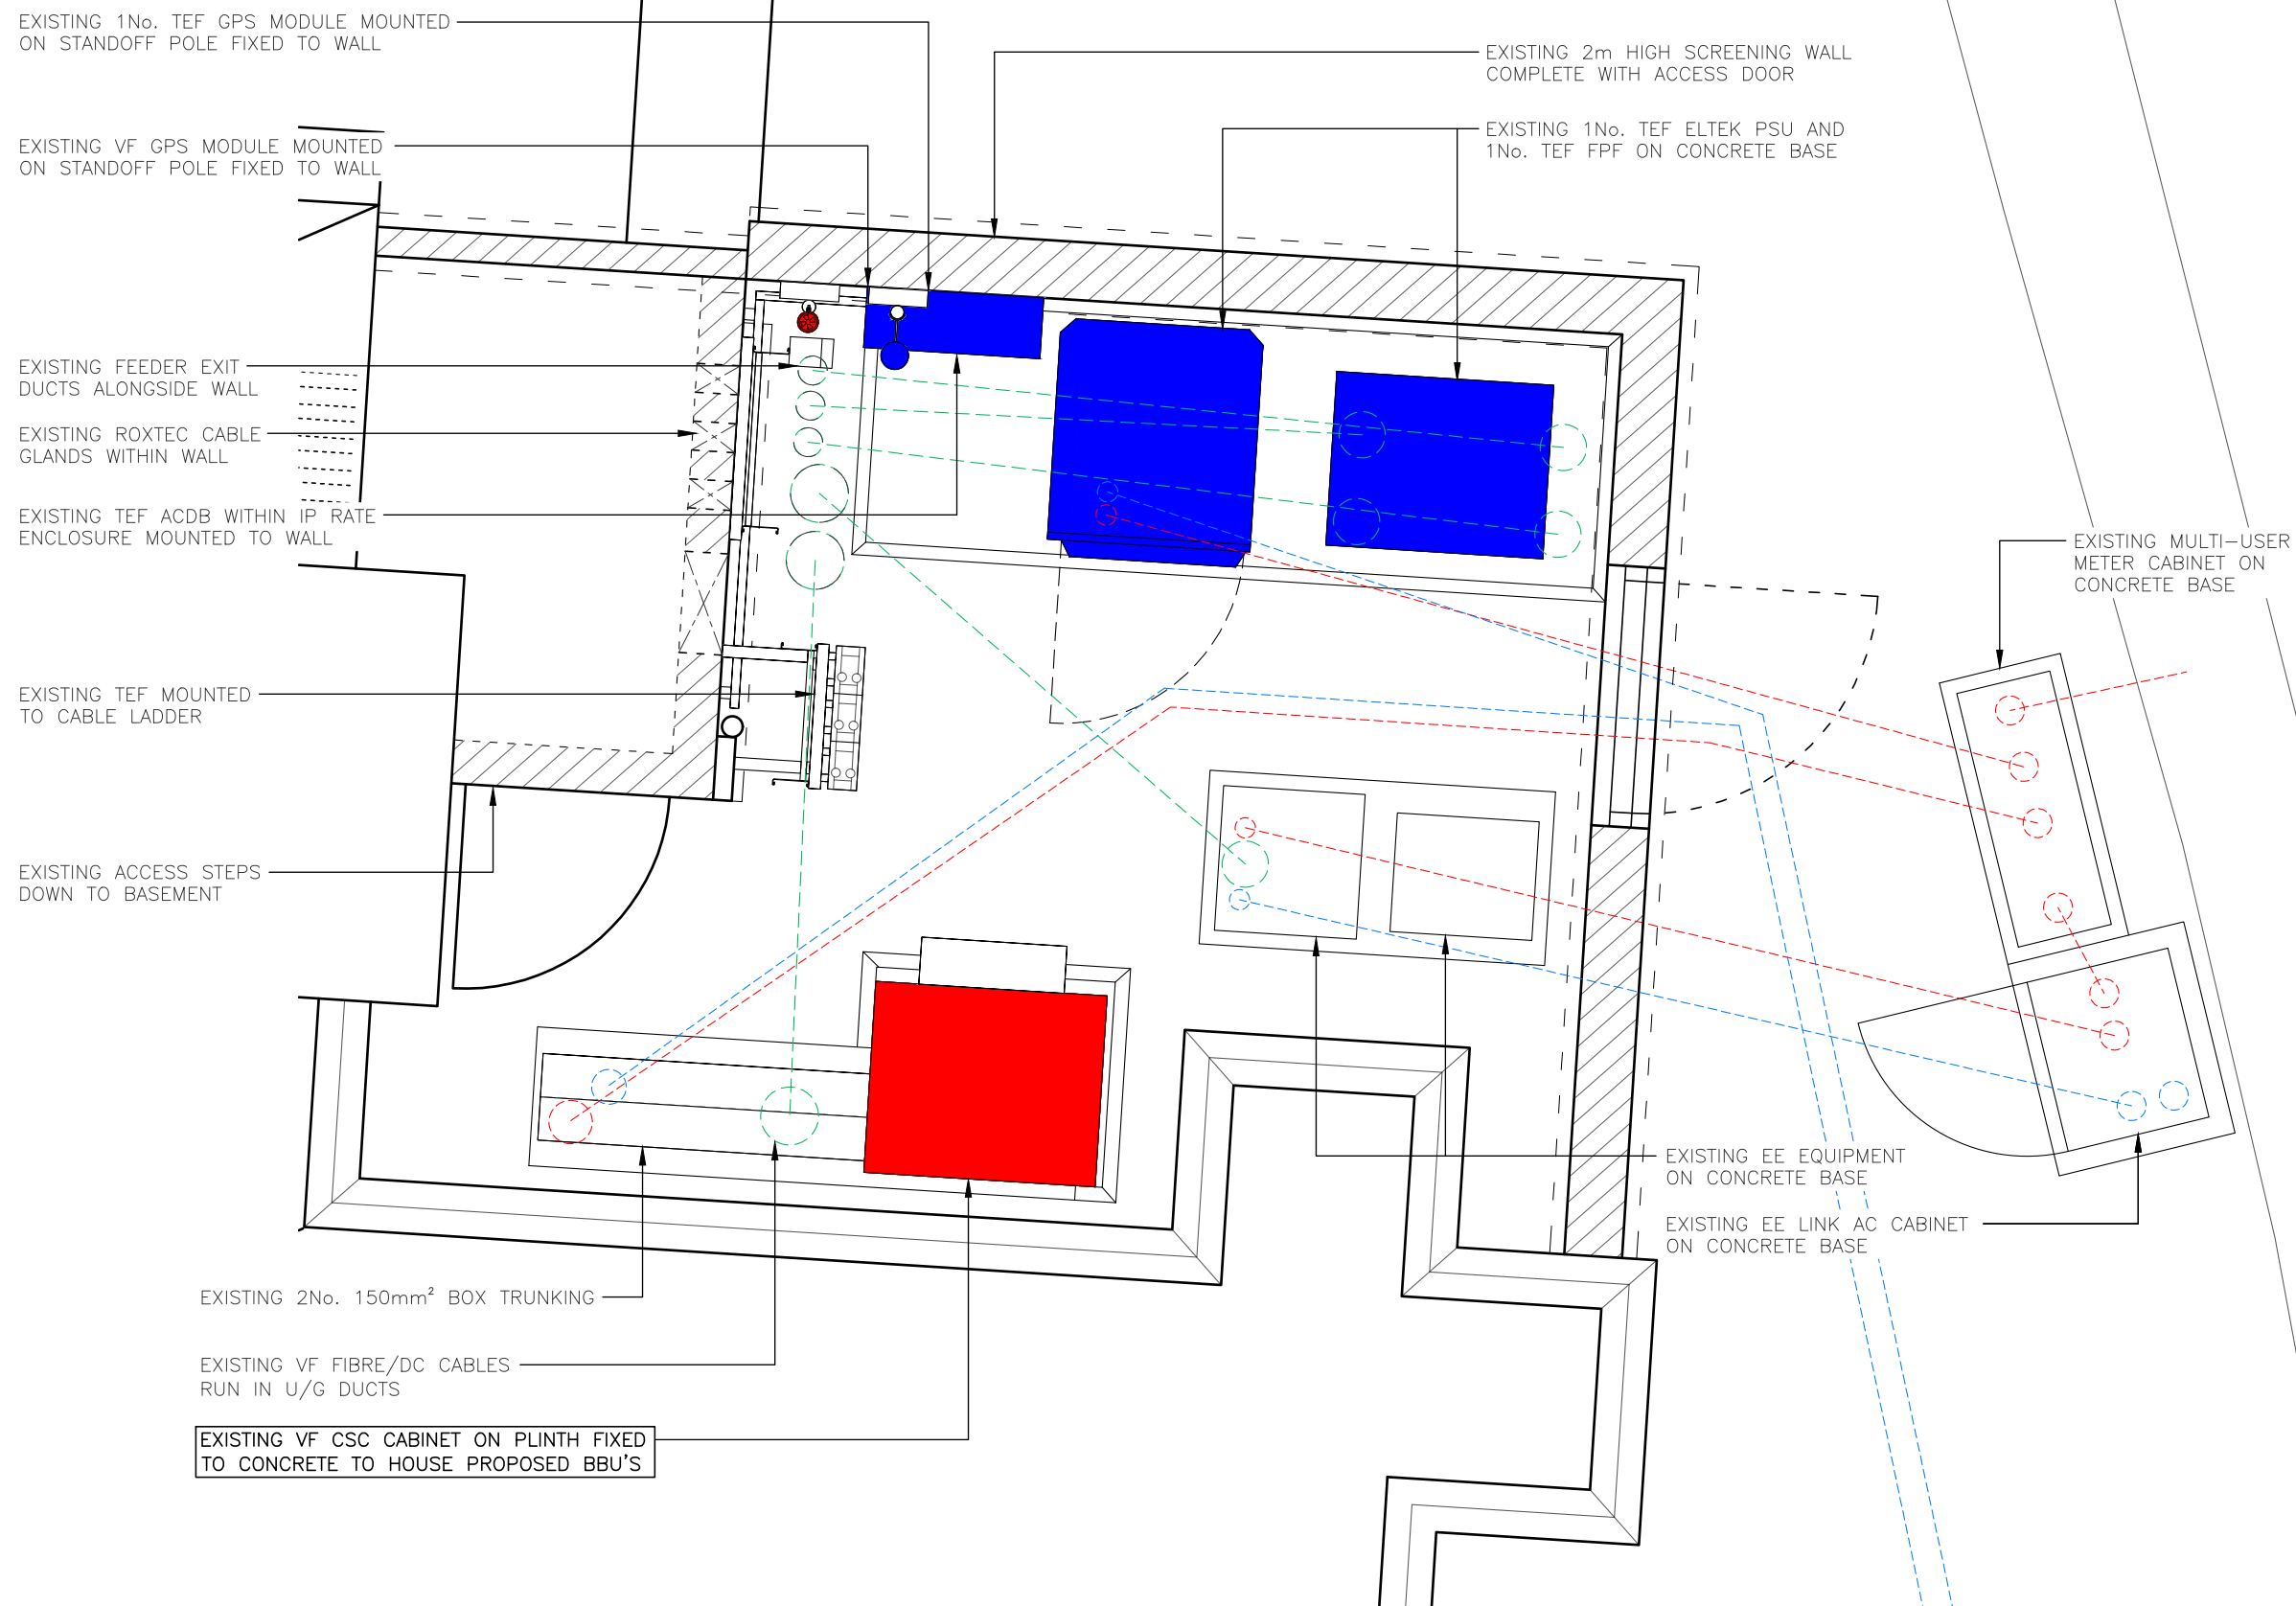 EXISTING 1No. TEF GPS MODULE MOUNTED
ON STANDOFF POLE FIXED TO WALL
EXISTING 2m HIGH SCREENING WALL
COMPLETE WITH ACCESS DOOR
EXISTING VF GPS MODULE MOUNTED
ON STANDOFF POLE FIXED TO WALL
EXISTING 1No. TEF ELTEK PSU AND
1No. TEF FPF ON CONCRETE BASE
EXISTING FEEDER EXIT
DUCTS ALONGSIDE WALL
EXISTING ROXTEC CABLE
GLANDS WITHIN WALL
EXISTING TEF ACDB WITHIN IP RATE
ENCLOSURE MOUNTED TO WALL
EXISTING MULTI-USER
METER CABINET ON
CONCRETE BASE
EXISTING TEF MOUNTED
TO CABLE LADDER
EXISTING ACCESS STEPS
DOWN TO BASEMENT
EXISTING EE EQUIPMENT
ON CONCRETE BASE
EXISTING EE LINK AC CABINET
ON CONCRETE BASE
EXISTING 2No. 150mm² BOX TRUNKING
EXISTING VF FIBRE/DC CABLES
RUN IN U/G DUCTS
EXISTING VF CSC CABINET ON PLINTH FIXED
TO CONCRETE TO HOUSE PROPOSED BBU'S